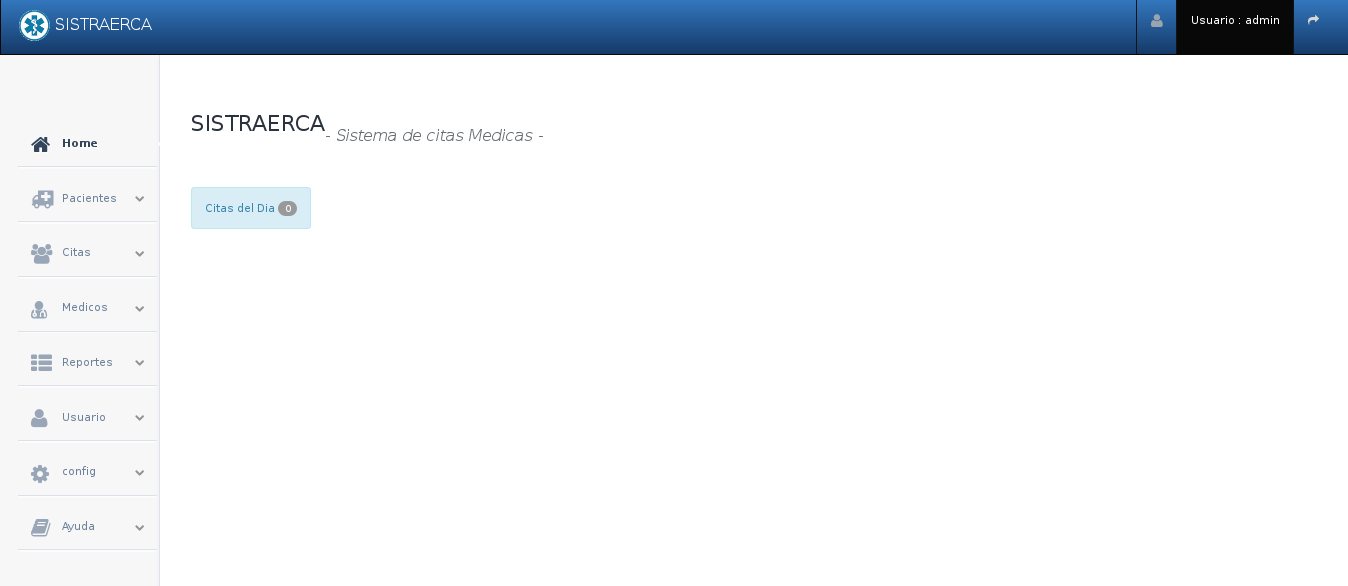 SISTRAERCA
Usuario : admin
Home
Pacientes
Citas
Medicos
Reportes
Usuario
config
Ayuda
SISTRAERCA - Sistema de citas Medicas -
Citas del Dia 0